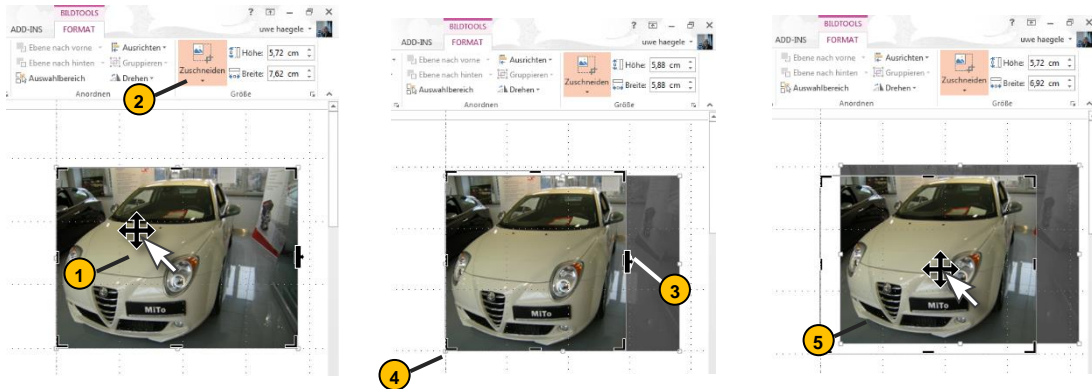 BILDTOOLS
?
ADD-INS FORMAT uwe haegele
Ebene nach vorne Ausrichten Höhe: 5,72 cm
Ebene nach hinten Gruppieren Zuschneiden Breite: 7,62 cm
Auswahlbereich Drehen
Anordnen Größe
2
1
MiTo
BILDTOOLS
?
ADD-INS FORMAT uwe haegele
Ebene nach vorne Ausrichten Höhe: 5,88 cm
Ebene nach hinten Gruppieren Zuschneiden Breite: 5,88 cm
Auswahlbereich Drehen
Anordnen Größe
3
MiTo
4
BILDTOOLS
?
ADD-INS FORMAT uwe haegele
Ebene nach vorne Ausrichten Höhe: 5,72 cm
Ebene nach hinten Gruppieren Zuschneiden Breite: 6,92 cm
Auswahlbereich Drehen
Anordnen Größe
MiTo
5